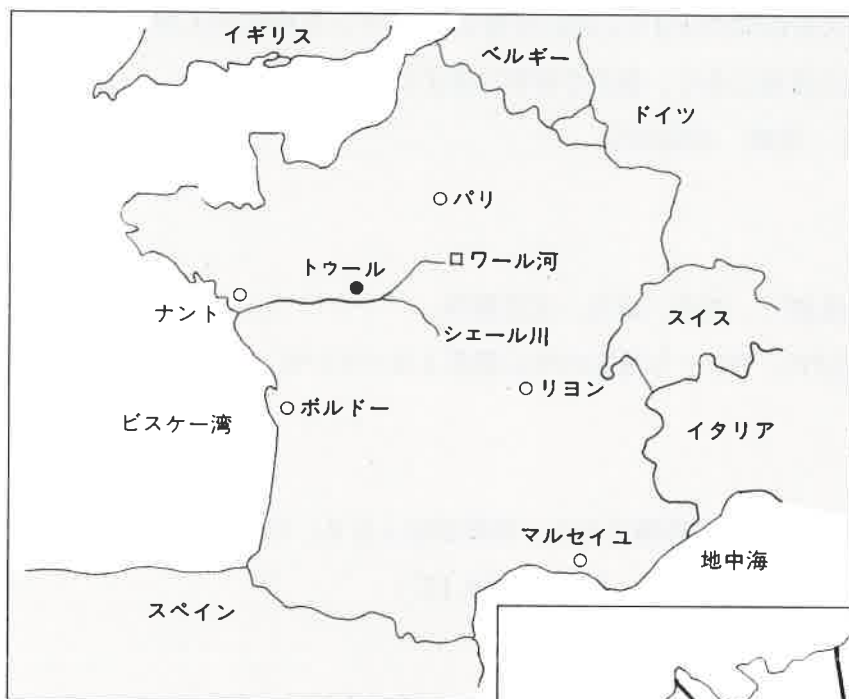 イギリス
ベルギー
ドイツ
パリ
トゥール
ロワール河
ナント
シェール川
スイス
リヨン
ボルドー
ビスケー湾
イタリア
マルセイユ
地中海
スペイン